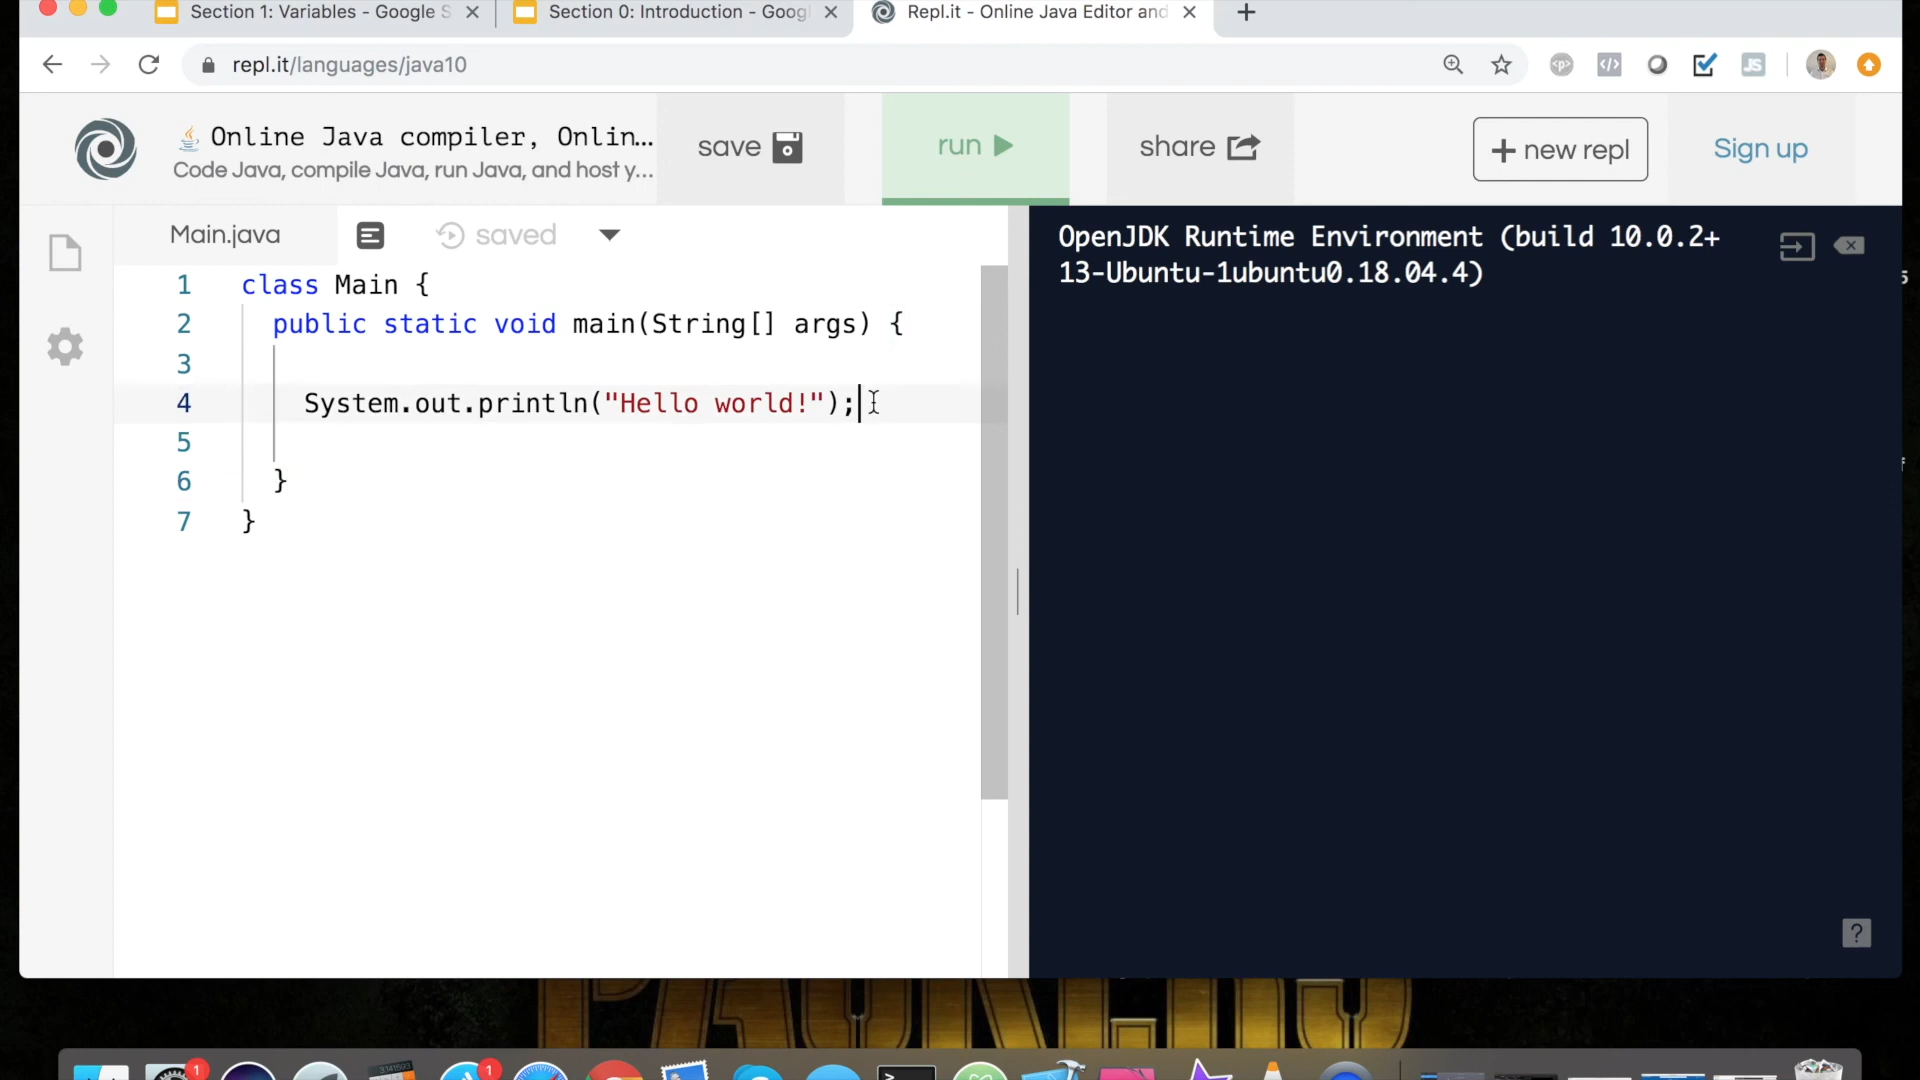 Section 1: Variables - Google S
Section 0: Introduction - Goog
Repl.it - Online Java Editor and
repl.it/languages/java10
<p>
</>
JS
Online Java compiler, Onlin...
Code Java, compile Java, run Java, and host y...
save
run
share
+ new repl
Sign up
Main.java
saved
1 class Main {
2 public static void main(String[] args) {
3
4 System.out.println("Hello world!");
5
6 }
7 }
OpenJDK Runtime Environment (build 10.0.2+
13-Ubuntu-1ubuntu0.18.04.4)
?
1
1